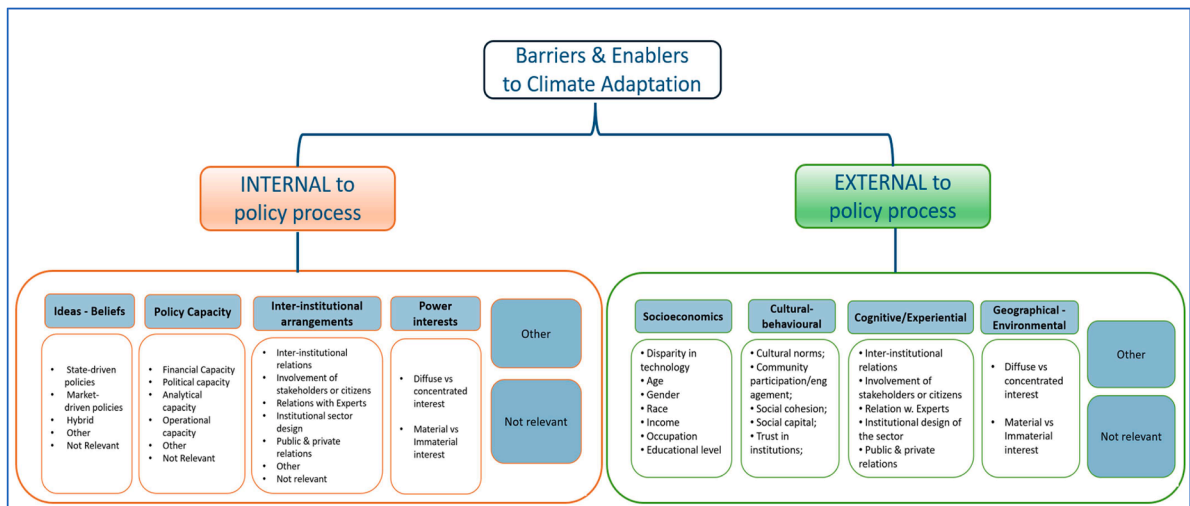 Barriers & Enablers
to Climate Adaptation
INTERNAL to
policy process
EXTERNAL to
policy process
Ideas - Beliefs
• State-driven
policies
• Market-
driven policies
• Hybrid
• Other
• Not Relevant
Policy Capacity
• Financial Capacity
• Political capacity
• Analytical
capacity
• Operational
capacity
• Other
• Not Relevant
Inter-institutional
arrangements
• Inter-institutional
relations
• Involvement of
stakeholders or citizens
• Relations with Experts
• Institutional sector
design
• Public & private
relations
• Other
• Not relevant
Power
interests
• Diffuse vs
concentrated
interest
• Material vs
Immaterial
interest
Other
Not relevant
Socioeconomics
• Disparity in
technology
• Age
• Gender
• Race
• Income
• Occupation
• Educational level
Cultural-
behavioural
• Cultural norms;
• Community
participation/eng
agement;
• Social cohesion;
• Social capital;
• Trust in
institutions;
Cognitive/Experiential
• Inter-institutional
relations
• Involvement of
stakeholders or citizens
• Relation w. Experts
• Institutional design of
the sector
• Public & private
relations
Geographical -
Environmental
• Diffuse vs
concentrated
interest
• Material vs
Immaterial
interest
Other
Not relevant